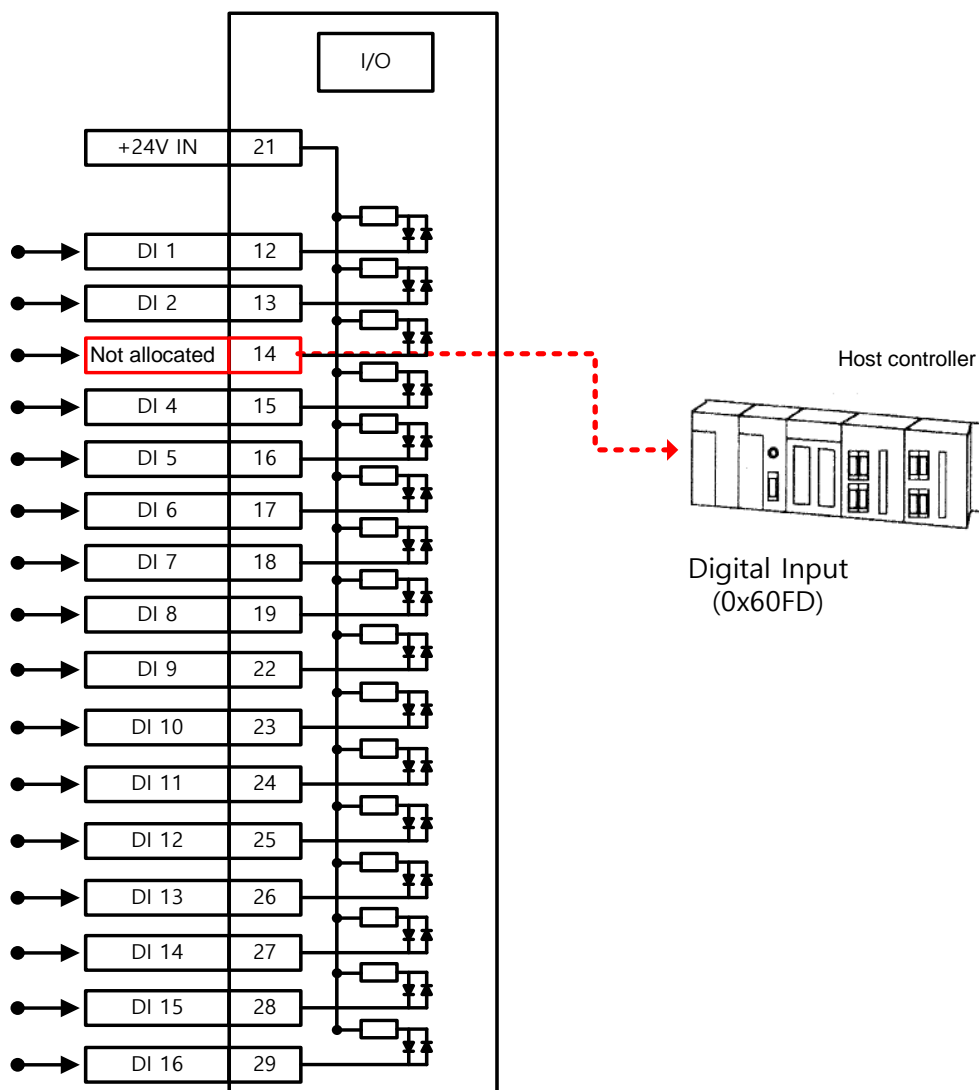 I/O
+24V IN 21
DI 1 12
DI 2 13
Not allocated 14
Host controller
DI 4 15
DI 5 16
DI 6 17
DI 7 18
Digital Input
(0x60FD)
DI 8 19
DI 9 22
DI 10 23
DI 11 24
DI 12 25
DI 13 26
DI 14 27
DI 15 28
DI 16 29